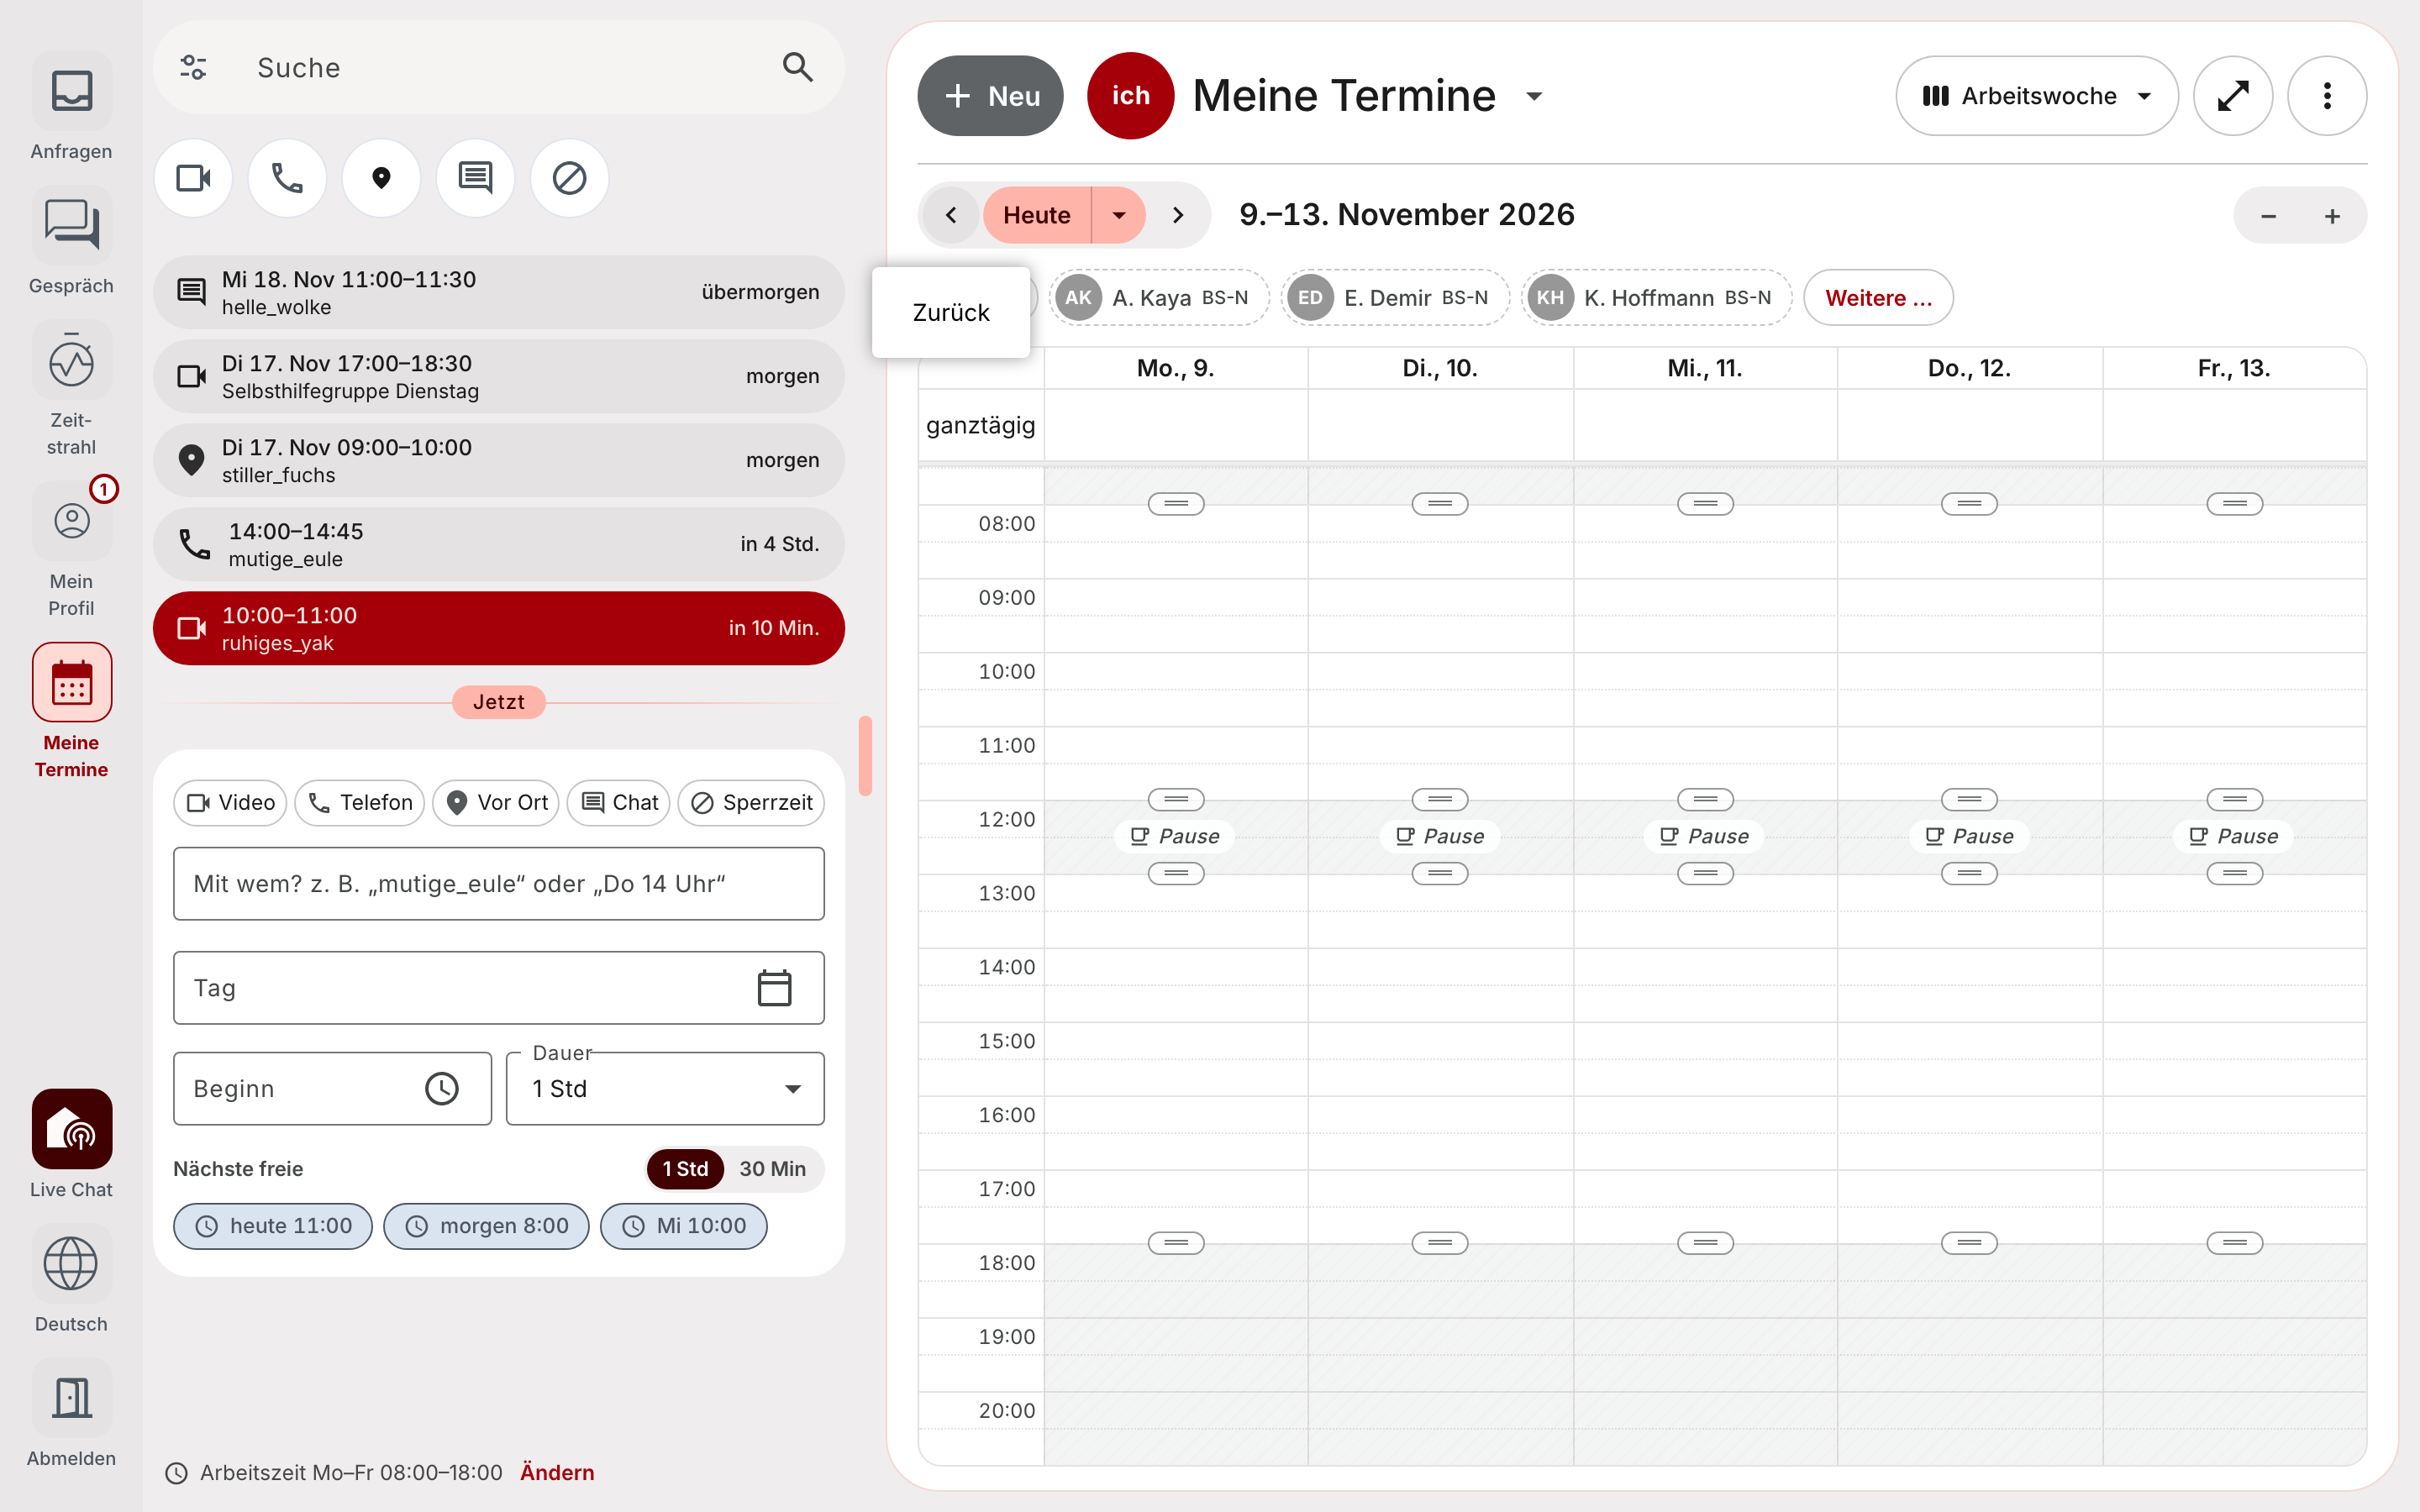 Anfragen
Gespräch
Zeit-
strahl
1
Mein
Profil
Meine
Termine
Live Chat
Deutsch
Abmelden
Suche
Mi 18. Nov 11:00–11:30
helle_wolke
übermorgen
Di 17. Nov 17:00–18:30
Selbsthilfegruppe Dienstag
morgen
Di 17. Nov 09:00–10:00
stiller_fuchs
morgen
14:00–14:45
mutige_eule
in 4 Std.
10:00–11:00
ruhiges_yak
in 10 Min.
Jetzt
Video
Telefon
Vor Ort
Chat
Sperrzeit
Mit wem? z. B. „mutige_eule“ oder „Do 14 Uhr“
Tag
Beginn
Dauer
1 Std
Nächste freie
1 Std
30 Min
heute 11:00
morgen 8:00
Mi 10:00
Arbeitszeit Mo–Fr 08:00–18:00 Ändern
+ Neu
ich
Meine Termine
Arbeitswoche
Heute
9.–13. November 2026
− +
Zurück
AK A. Kaya BS-N
ED E. Demir BS-N
KH K. Hoffmann BS-N
Weitere ...
Mo., 9.
Di., 10.
Mi., 11.
Do., 12.
Fr., 13.
ganztägig
08:00
09:00
10:00
11:00
12:00
Pause
Pause
Pause
Pause
Pause
13:00
14:00
15:00
16:00
17:00
18:00
19:00
20:00